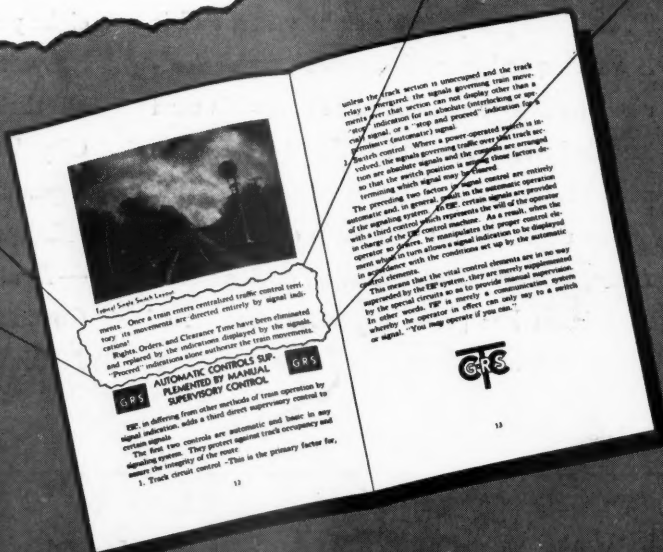 Typical Single Switch Layout
ments. Once a train enters centralized traffic control terri-
tory its movements are directed entirely by signal indi-
cations!
Rights, Orders, and Clearance Time have been eliminated
and replaced by the indications displayed by the signals.
"Proceed" indications alone authorize the train movements.
GRS
AUTOMATIC CONTROLS SUP-
PLEMENTED BY MANUAL
SUPERVISORY CONTROL
GRS
in differing from other methods of train operation by
signal indication, adds a third direct supervisory control to
certain signals.
The first two controls are automatic and basic in any
signaling system. They protect against track occupancy and
assure the integrity of the route.
1. Track circuit control -This is the primary factor for,
12
unless the track section is unoccupied and the track
relay is energized, the signals governing train move-
ments over that section can not display other than a
"stop" indication for an absolute (interlocking or spe-
cial) signal, or a "stop and proceed" indication for a
permissive (automatic) signal.
2. Switch control Where a power-operated switch is in-
volved, the signals governing traffic over that track sec-
tion are absolute signals and the controls are arranged
so that the switch position is among those factors de-
termining which signal may be cleared
The preceding two factors of signal control are entirely
automatic and, in general, result in the automatic operation
of the signaling system. In certain signals are provided
with a third control which represents the will of the operator
in charge of the control machine. As a result, when the
operator so desires, he manipulates the proper control ele-
ment which in turn allows a signal indication to be displayed
in accordance with the conditions set up by the automatic
control elements.
This means that the vital control elements are in no way
superseded by the system, they are merely supplemented
by the special circuits so as to provide manual supervision.
In other words, is merely a communication system
whereby the operator in effect can only say to a switch
or signal, "You may operate if you can."
GRS
13